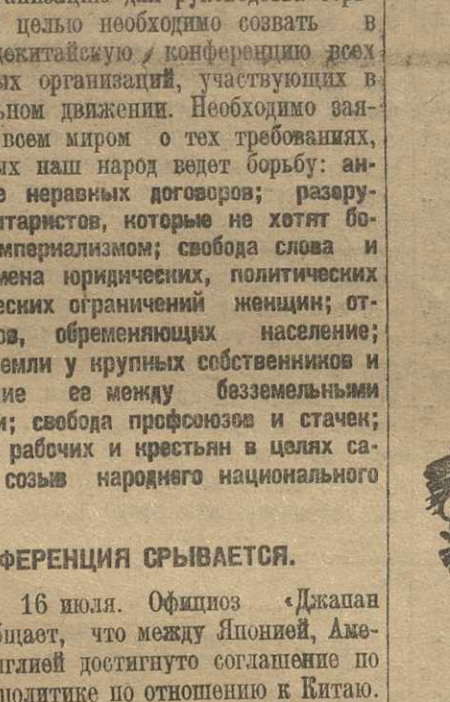 целью необходимо созвать в
екитайскую конференцию всех
ых организаций, участвующих в
ьном движении. Необходимо зая-
всем миром о тех требованиях,
ых наш народ ведет борьбу: ан-
е неравных договоров; разору-
итаристов, которые не хотят бо-
мпериализмом; свобода слова и
мена юридических, политических
еских ограничений женщин; от-
ов, обременяющих население;
емли у крупных собственников и
ие ее между безземельными
и; свобода профсоюзов и стачек;
рабочих и крестьян в целях са-
созыв народного национального
ФЕРЕНЦИЯ СРЫВАЕТСЯ.
16 июля. Официоз «Джапан
бщает, что между Японией, Аме-
нглией достигнуто соглашение по
политике по отношению к Китаю.